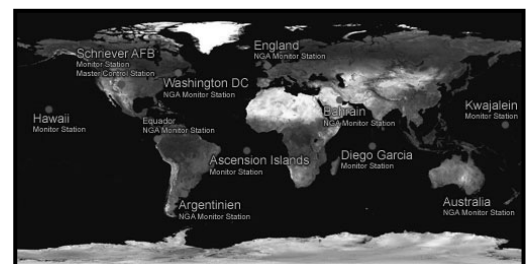 Schriever AFB
Monitor Station
Master Control Station
England
NGA Monitor Station
Washington DC
NGA Monitor Station
Hawaii
Monitor Station
Equador
NGA Monitor Station
Bahrain
NGA Monitor Station
Kwajalein
Monitor Station
Ascension Islands
Monitor Station
Diego Garcia
Monitor Station
Argentinien
NGA Monitor Station
Australia
NGA Monitor Station